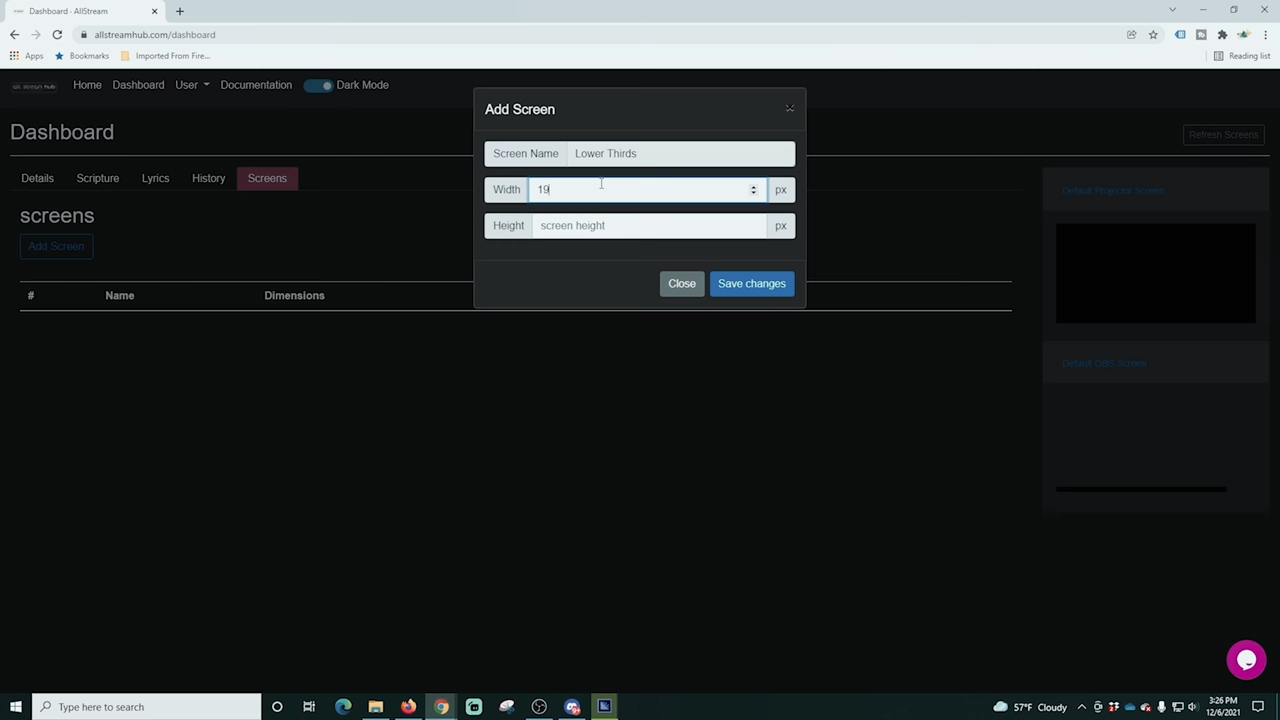 Dashboard - AllStream
allstreamhub.com/dashboard
Apps Bookmarks Imported From Fire... Reading list
all stream hub Home Dashboard User Documentation Dark Mode
Dashboard
Refresh Screens
Details Scripture Lyrics History Screens
screens
Add Screen
# Name Dimensions
Add Screen
×
Screen Name Lower Thirds
Width 19 px
Height screen height px
Close Save changes
Default Projector Screen
Default OBS Screen
Type here to search
57°F Cloudy
3:26 PM
12/6/2021